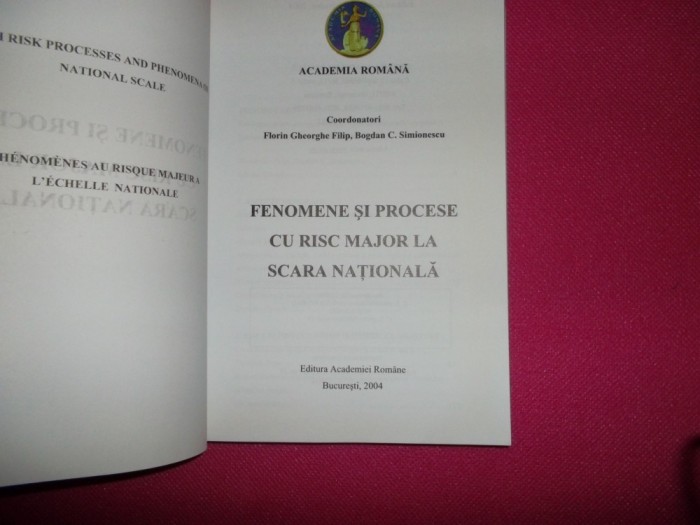 RISK PROCESSES AND PHENOMENA
NATIONAL SCALE
PHÉNOMÈNES AU RISQUE MAJEUR A
L'ÉCHELLE NATIONALE
ACADEMIA ROMÂNĂ
Coordonatori
Florin Gheorghe Filip, Bogdan C. Simionescu
FENOMENE ȘI PROCESE
CU RISC MAJOR LA
SCARA NAȚIONALĂ
Editura Academiei Române
București, 2004